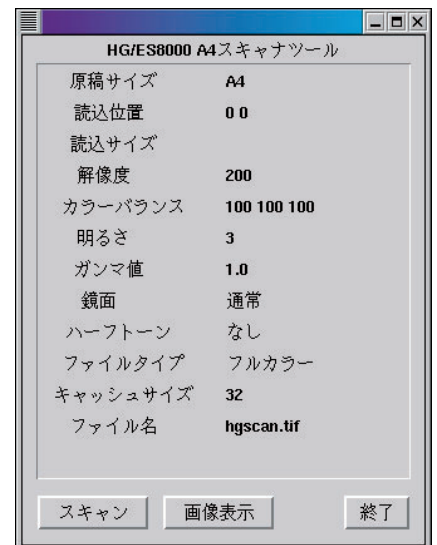 HG/ES8000 A4スキャナツール
原稿サイズ A4
読込位置 0 0
読込サイズ
解像度 200
カラーバランス 100 100 100
明るさ 3
ガンマ値 1.0
鏡面 通常
ハーフトーン なし
ファイルタイプ フルカラー
キャッシュサイズ 32
ファイル名 hgscan.tif
スキャン 画像表示 終了